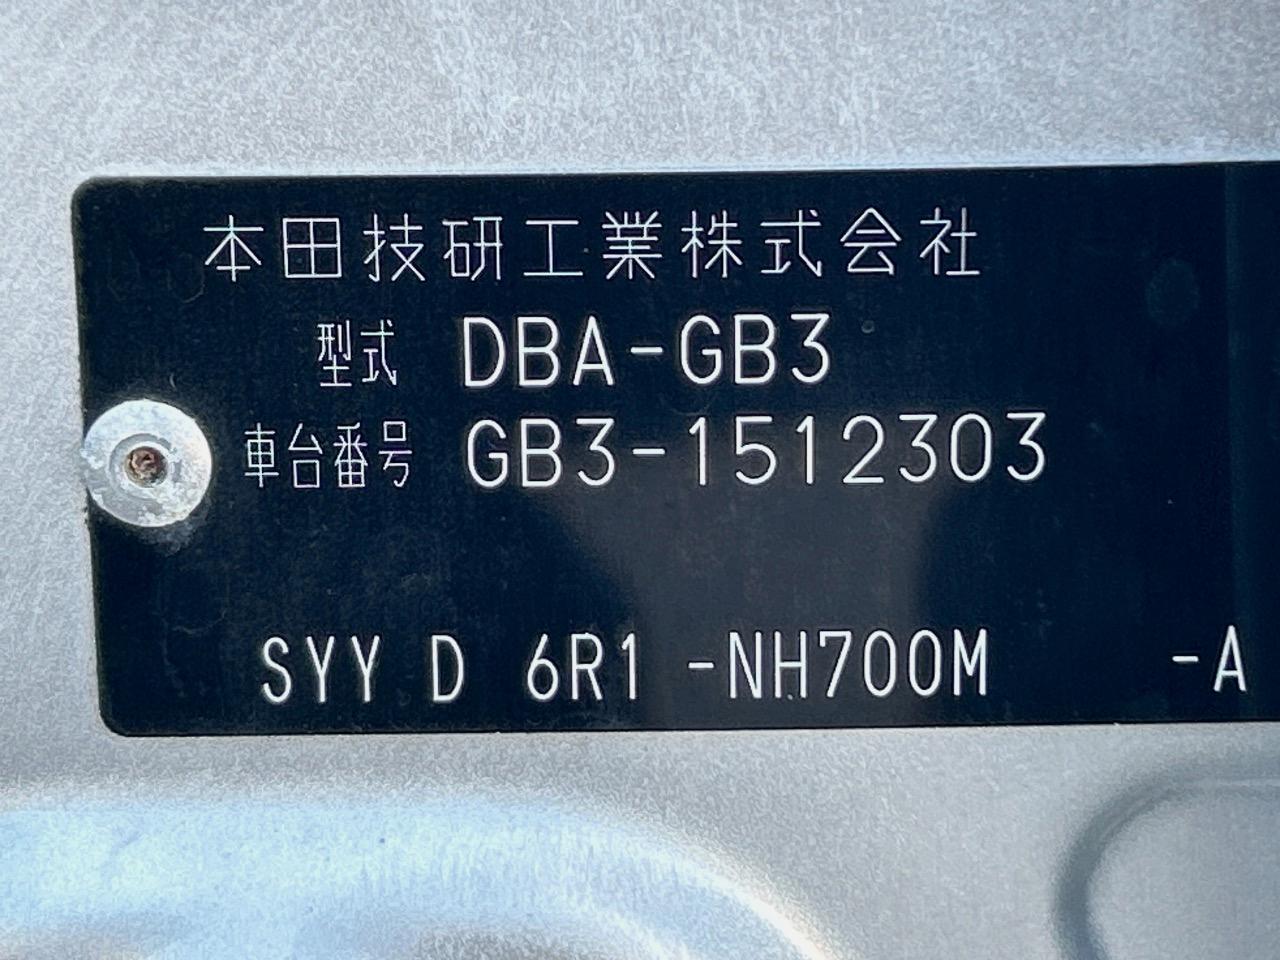 本田技研工業株式会社
型式 DBA-GB3
車台番号 GB3-1512303
SYY D 6R1 -NH700M -A